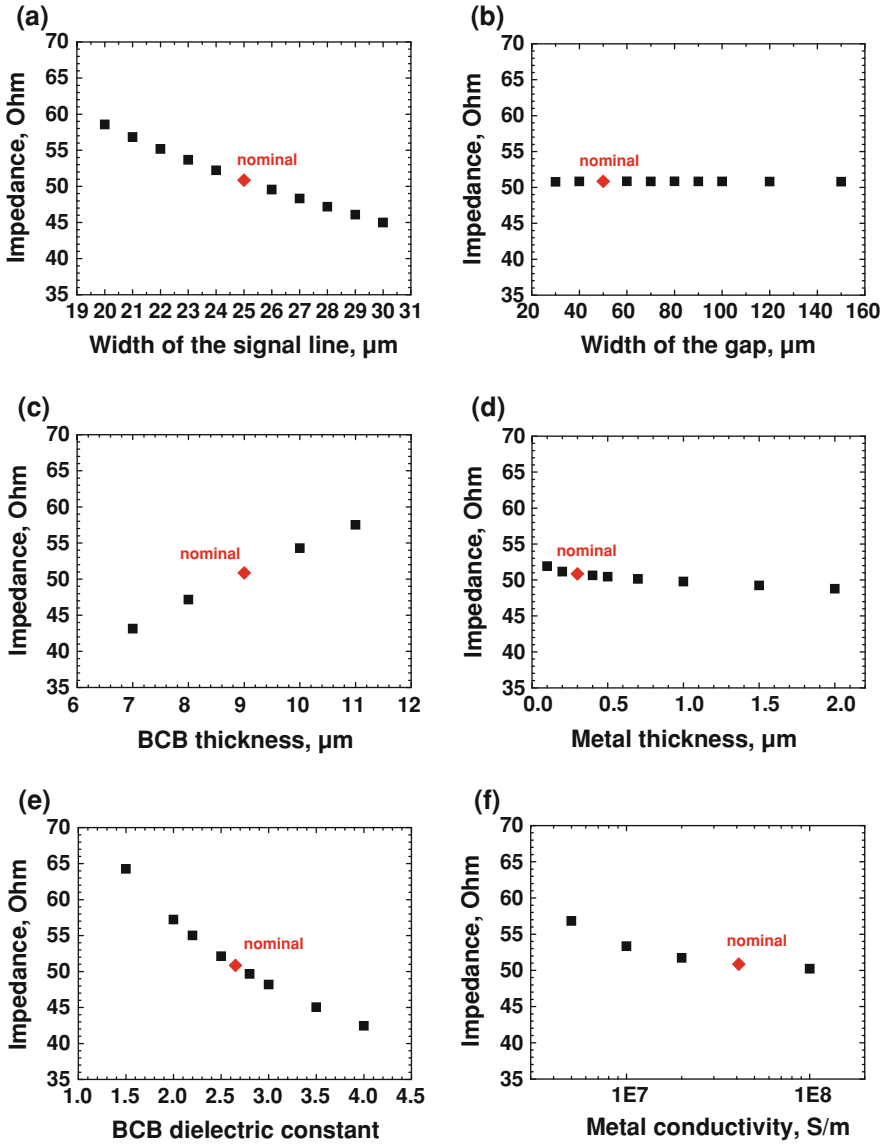 (a)
70
65
60
55
50
45
40
35
Impedance, Ohm
nominal
19 20 21 22 23 24 25 26 27 28 29 30 31
Width of the signal line, µm
(b)
70
65
60
55
50
45
40
35
Impedance, Ohm
nominal
20 40 60 80 100 120 140 160
Width of the gap, µm
(c)
70
65
60
55
50
45
40
35
Impedance, Ohm
nominal
6 7 8 9 10 11 12
BCB thickness, µm
(d)
70
65
60
55
50
45
40
35
Impedance, Ohm
nominal
0.0 0.5 1.0 1.5 2.0
Metal thickness, µm
(e)
70
65
60
55
50
45
40
35
Impedance, Ohm
nominal
1.0 1.5 2.0 2.5 3.0 3.5 4.0 4.5
BCB dielectric constant
(f)
70
65
60
55
50
45
40
35
Impedance, Ohm
nominal
1E7 1E8
Metal conductivity, S/m